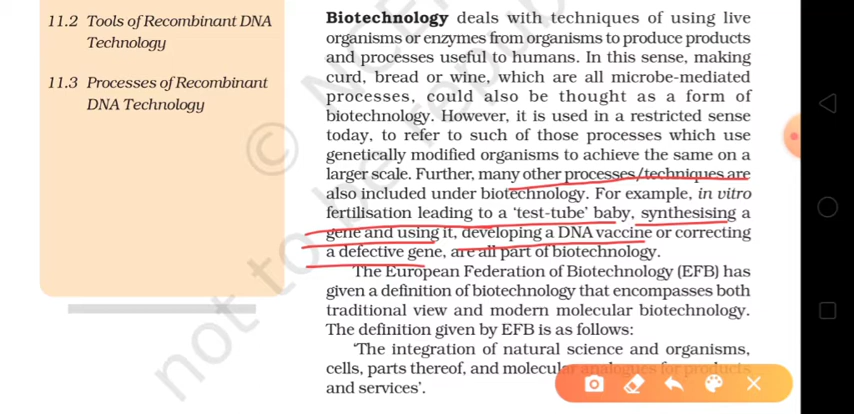 11.2 Tools of Recombinant DNA
Technology
11.3 Processes of Recombinant
DNA Technology
Biotechnology deals with techniques of using live
organisms or enzymes from organisms to produce products
and processes useful to humans. In this sense, making
curd, bread or wine, which are all microbe-mediated
processes, could also be thought as a form of
biotechnology. However, it is used in a restricted sense
today, to refer to such of those processes which use
genetically modified organisms to achieve the same on a
larger scale. Further, many other processes/techniques are
also included under biotechnology. For example, in vitro
fertilisation leading to a 'test-tube' baby, synthesising a
gene and using it, developing a DNA vaccine or correcting
a defective gene, are all part of biotechnology.
The European Federation of Biotechnology (EFB) has
given a definition of biotechnology that encompasses both
traditional view and modern molecular biotechnology.
The definition given by EFB is as follows:
'The integration of natural science and organisms,
cells, parts thereof, and molecular analogues for products
and services'.
© NC
not to be repu